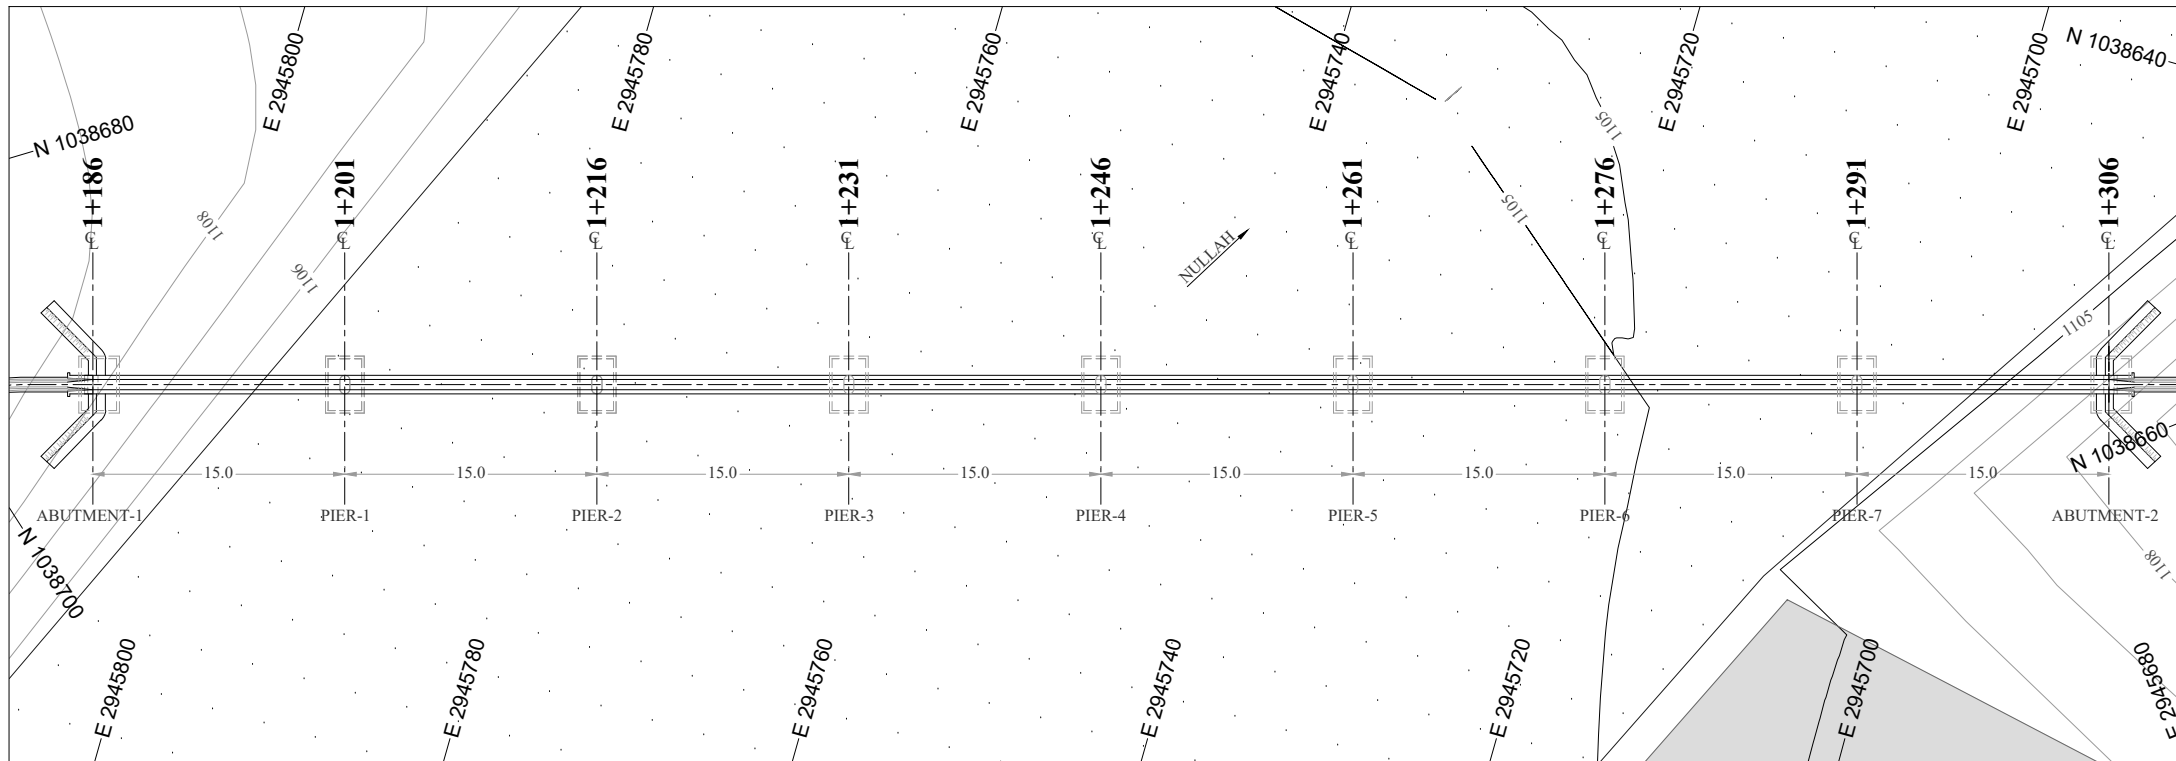 E 2945800
E 2945780
E 2945760
E 2945740
E 2945720
E 2945700
N 1038640
N 1038680
1105
1+186
1+201
1+216
1+231
1+246
1+261
1+276
1+291
1+306
1108
1106
NULLAH
1105
1105
N 1038660
15.0
15.0
15.0
15.0
15.0
15.0
15.0
15.0
ABUTMENT-1
PIER-1
PIER-2
PIER-3
PIER-4
PIER-5
PIER-6
PIER-7
ABUTMENT-2
N 1038700
1108
E 2945800
E 2945780
E 2945760
E 2945740
E 2945720
E 2945700
E 2945680